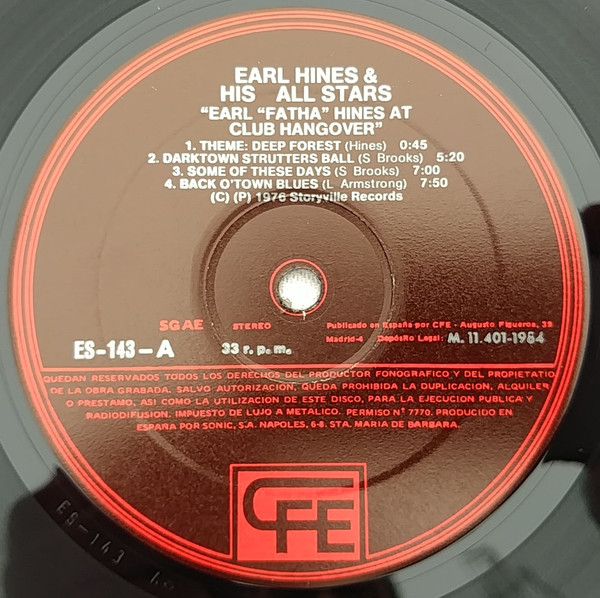 EARL HINES &
HIS ALL STARS
"EARL "FATHA" HINES AT
CLUB HANGOVER"
1. THEME: DEEP FOREST (Hines) 0:45
2. DARKTOWN STRUTTERS BALL (S Brooks) 5:20
3. SOME OF THESE DAYS (S Brooks) 7:00
4. BACK O'TOWN BLUES (L Armstrong) 7:50
(C) (P) 1976 Storyville Records
SGAE STEREO Publicado en España por CFE - Augusto Figueroa, 39
ES-143-A 33 r. p. m. Madrid-4 Depósito Legal: M. 11.401-1984
QUEDAN RESERVADOS TODOS LOS DERECHOS DEL PRODUCTOR FONOGRAFICO Y DEL PROPIETATIO
DE LA OBRA GRABADA. SALVO AUTORIZACION, QUEDA PROHIBIDA LA DUPLICACION, ALQUILER
O PRESTAMO, ASI COMO LA UTILIZACION DE ESTE DISCO, PARA LA EJECUCION PUBLICA Y
RADIODIFUSION. IMPUESTO DE LUJO A METALICO. PERMISO Nº 7770. PRODUCIDO EN
ESPAÑA POR SONIC, S.A. NAPOLES, 6-8. STA. MARIA DE BARBARA.
CFE
ES-143